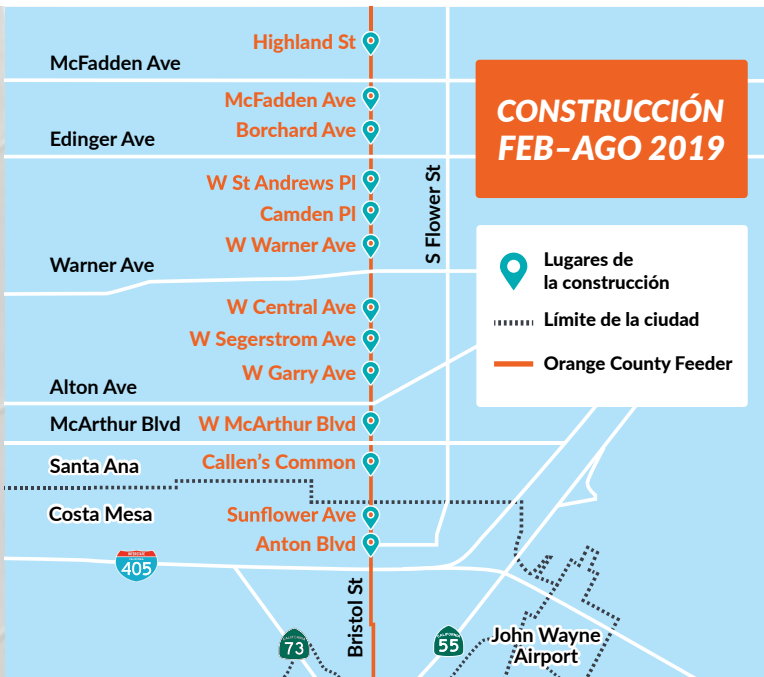 Highland St
McFadden Ave
McFadden Ave
Borchard Ave
Edinger Ave
CONSTRUCCIÓN
FEB–AGO 2019
W St Andrews Pl
Camden Pl
W Warner Ave
Warner Ave
S Flower St
Lugares de
la construcción
Límite de la ciudad
Orange County Feeder
W Central Ave
W Segerstrom Ave
W Garry Ave
Alton Ave
McArthur Blvd
W McArthur Blvd
Santa Ana
Callen's Common
Costa Mesa
Sunflower Ave
Anton Blvd
405
Bristol St
CALIFORNIA
73
CALIFORNIA
55
John Wayne
Airport